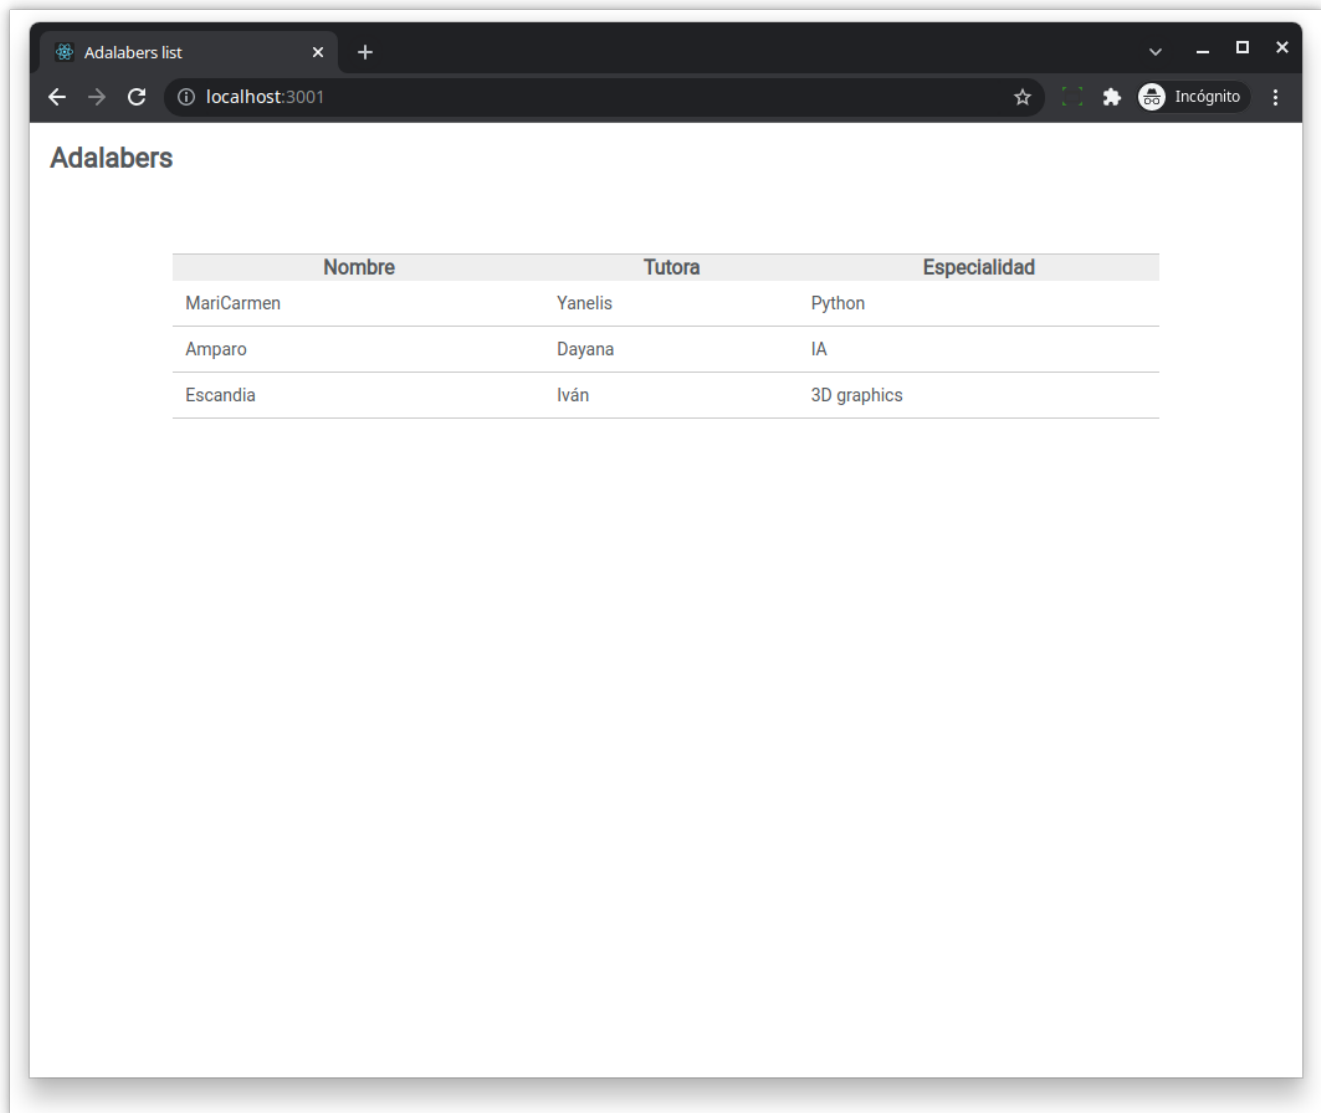 Adalabers list
localhost:3001
Incógnito
Adalabers
Nombre Tutora Especialidad
MariCarmen Yanelis Python
Amparo Dayana IA
Escandia Iván 3D graphics